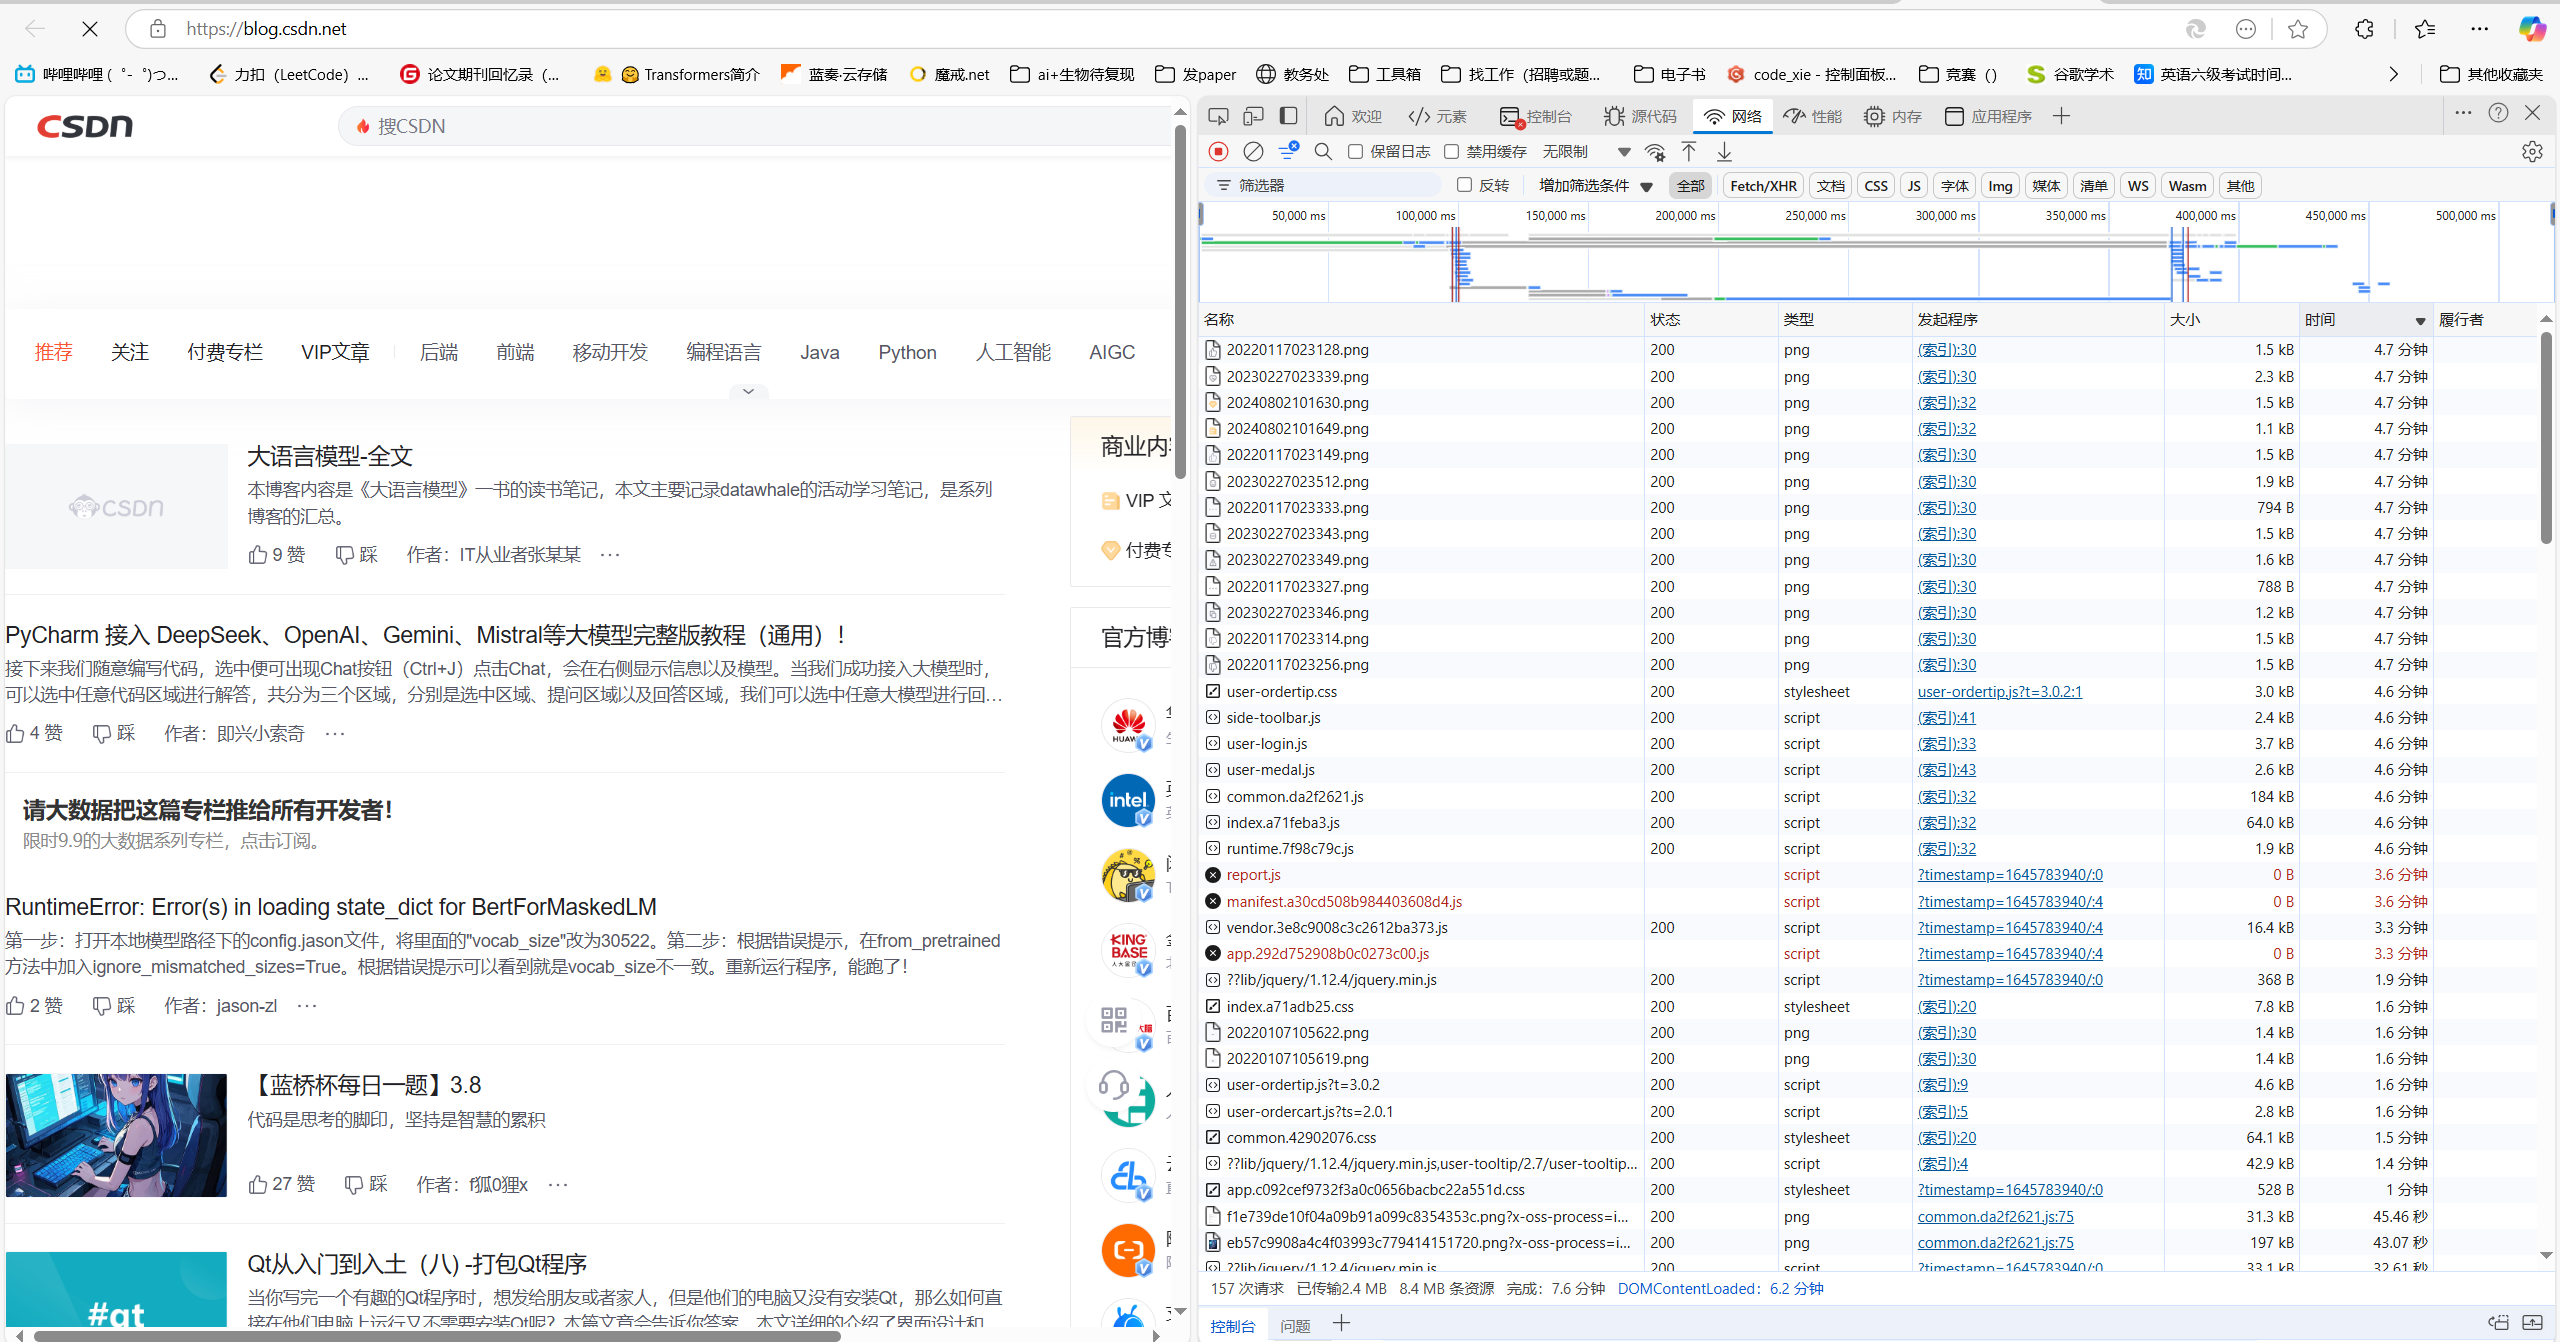 https://blog.csdn.net
哔哩哔哩 (゜-゜)つ...
力扣（LeetCode）...
论文期刊回忆录（...
Transformers简介
蓝奏·云存储
魔戒.net
ai+生物待复现
发paper
教务处
工具箱
找工作（招聘或题...
电子书
code_xie - 控制面板...
竞赛（）
谷歌学术
英语六级考试时间...
其他收藏夹
CSDN
搜CSDN
推荐 关注 付费专栏 VIP文章 后端 前端 移动开发 编程语言 Java Python 人工智能 AIGC
CSDN
大语言模型-全文
本博客内容是《大语言模型》一书的读书笔记，本文主要记录datawhale的活动学习笔记，是系列
博客的汇总。
9 赞 踩 作者：IT从业者张某某 ···
PyCharm 接入 DeepSeek、OpenAI、Gemini、Mistral等大模型完整版教程（通用）！
接下来我们随意编写代码，选中便可出现Chat按钮（Ctrl+J）点击Chat，会在右侧显示信息以及模型。当我们成功接入大模型时，
可以选中任意代码区域进行解答，共分为三个区域，分别是选中区域、提问区域以及回答区域，我们可以选中任意大模型进行回...
4 赞 踩 作者：即兴小索奇 ···
请大数据把这篇专栏推给所有开发者！
限时9.9的大数据系列专栏，点击订阅。
RuntimeError: Error(s) in loading state_dict for BertForMaskedLM
第一步：打开本地模型路径下的config.jason文件，将里面的"vocab_size"改为30522。第二步：根据错误提示，在from_pretrained
方法中加入ignore_mismatched_sizes=True。根据错误提示可以看到就是vocab_size不一致。重新运行程序，能跑了！
2 赞 踩 作者：jason-zl ···
【蓝桥杯每日一题】3.8
代码是思考的脚印，坚持是智慧的累积
27 赞 踩 作者：f狐0狸x ···
#qt
Qt从入门到入土（八) -打包Qt程序
当你写完一个有趣的Qt程序时，想发给朋友或者家人，但是他们的电脑又没有安装Qt，那么如何直
接在他们电脑上运行又不需要安装Qt呢？本篇文章会告诉你答案，本文详细的介绍了界面设计和
商业内
VIP 文
付费专
官方博
HUAWEI
intel
KING
BASE
人大金仓
欢迎 元素 控制台 源代码 网络 性能 内存 应用程序
保留日志 禁用缓存 无限制
筛选器 反转 增加筛选条件 全部 Fetch/XHR 文档 CSS JS 字体 Img 媒体 清单 WS Wasm 其他
50,000 ms 100,000 ms 150,000 ms 200,000 ms 250,000 ms 300,000 ms 350,000 ms 400,000 ms 450,000 ms 500,000 ms
名称 状态 类型 发起程序 大小 时间 履行者
20220117023128.png 200 png (索引):30 1.5 kB 4.7 分钟
20230227023339.png 200 png (索引):30 2.3 kB 4.7 分钟
20240802101630.png 200 png (索引):32 1.5 kB 4.7 分钟
20240802101649.png 200 png (索引):32 1.1 kB 4.7 分钟
20220117023149.png 200 png (索引):30 1.5 kB 4.7 分钟
20230227023512.png 200 png (索引):30 1.9 kB 4.7 分钟
20220117023333.png 200 png (索引):30 794 B 4.7 分钟
20230227023343.png 200 png (索引):30 1.5 kB 4.7 分钟
20230227023349.png 200 png (索引):30 1.6 kB 4.7 分钟
20220117023327.png 200 png (索引):30 788 B 4.7 分钟
20230227023346.png 200 png (索引):30 1.2 kB 4.7 分钟
20220117023314.png 200 png (索引):30 1.5 kB 4.7 分钟
20220117023256.png 200 png (索引):30 1.5 kB 4.7 分钟
user-ordertip.css 200 stylesheet user-ordertip.js?t=3.0.2:1 3.0 kB 4.6 分钟
side-toolbar.js 200 script (索引):41 2.4 kB 4.6 分钟
user-login.js 200 script (索引):33 3.7 kB 4.6 分钟
user-medal.js 200 script (索引):43 2.6 kB 4.6 分钟
common.da2f2621.js 200 script (索引):32 184 kB 4.6 分钟
index.a71feba3.js 200 script (索引):32 64.0 kB 4.6 分钟
runtime.7f98c79c.js 200 script (索引):32 1.9 kB 4.6 分钟
report.js script ?timestamp=1645783940/:0 0 B 3.6 分钟
manifest.a30cd508b984403608d4.js script ?timestamp=1645783940/:4 0 B 3.6 分钟
vendor.3e8c9008c3c2612ba373.js 200 script ?timestamp=1645783940/:4 16.4 kB 3.3 分钟
app.292d752908b0c0273c00.js script ?timestamp=1645783940/:4 0 B 3.3 分钟
??lib/jquery/1.12.4/jquery.min.js 200 script ?timestamp=1645783940/:0 368 B 1.9 分钟
index.a71adb25.css 200 stylesheet (索引):20 7.8 kB 1.6 分钟
20220107105622.png 200 png (索引):30 1.4 kB 1.6 分钟
20220107105619.png 200 png (索引):30 1.4 kB 1.6 分钟
user-ordertip.js?t=3.0.2 200 script (索引):9 4.6 kB 1.6 分钟
user-ordercart.js?ts=2.0.1 200 script (索引):5 2.8 kB 1.6 分钟
common.42902076.css 200 stylesheet (索引):20 64.1 kB 1.5 分钟
??lib/jquery/1.12.4/jquery.min.js,user-tooltip/2.7/user-tooltip... 200 script (索引):4 42.9 kB 1.4 分钟
app.c092cef9732f3a0c0656bacbc22a551d.css 200 stylesheet ?timestamp=1645783940/:0 528 B 1 分钟
f1e739de10f04a09b91a099c8354353c.png?x-oss-process=i... 200 png common.da2f2621.js:75 31.3 kB 45.46 秒
eb57c9908a4c4f03993c779414151720.png?x-oss-process=i... 200 png common.da2f2621.js:75 197 kB 43.07 秒
??lib/jquery/1.12.4/jquery.min.js 200 script ?timestamp=1645783940/:0 33.1 kB 32.61 秒
157 次请求 已传输2.4 MB 8.4 MB 条资源 完成：7.6 分钟 DOMContentLoaded：6.2 分钟
控制台 问题